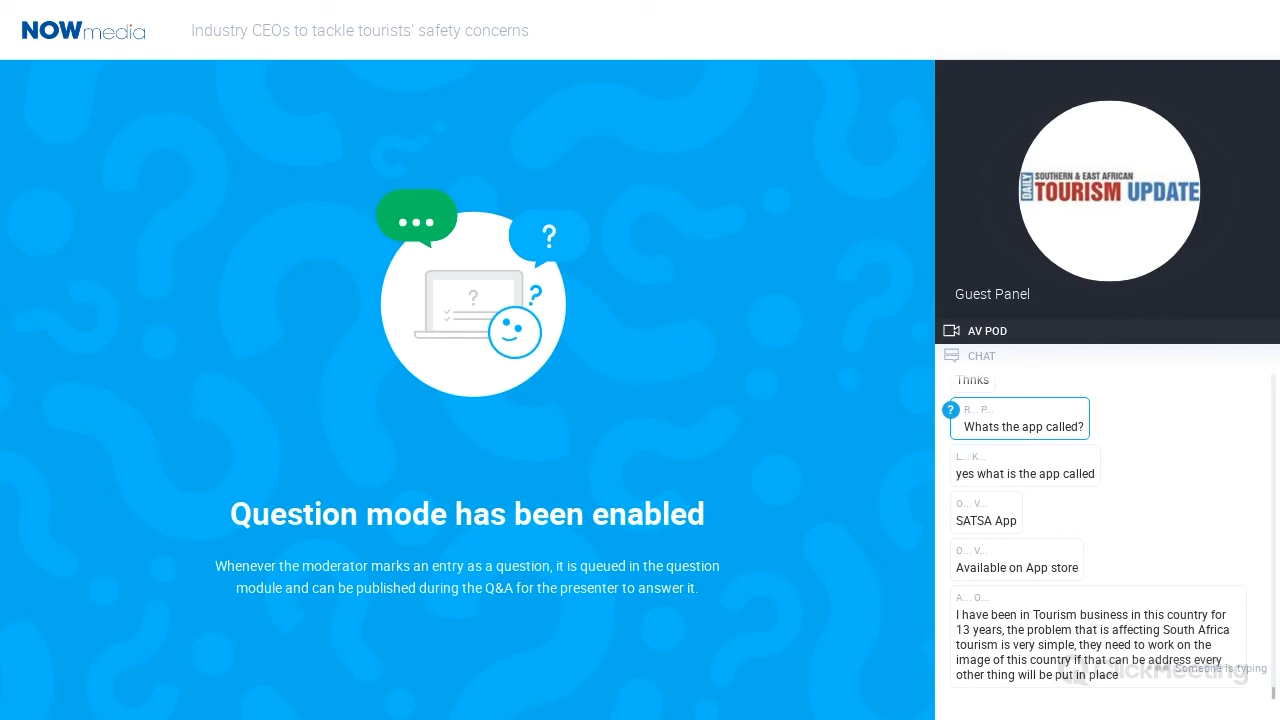 NOWmedia
Industry CEOs to tackle tourists' safety concerns
?
?
?
Question mode has been enabled
Whenever the moderator marks an entry as a question, it is queued in the question
module and can be published during the Q&A for the presenter to answer it.
DAILY
SOUTHERN & EAST AFRICAN
TOURISM UPDATE
Guest Panel
AV POD
CHAT
Thnks
?
R... P...
Whats the app called?
L... K...
yes what is the app called
O... V...
SATSA App
O... V...
Available on App store
A... O...
I have been in Tourism business in this country for
13 years, the problem that is affecting South Africa
tourism is very simple, they need to work on the
image of this country if that can be address every
other thing will be put in place
Someone is typing
ClickMeeting